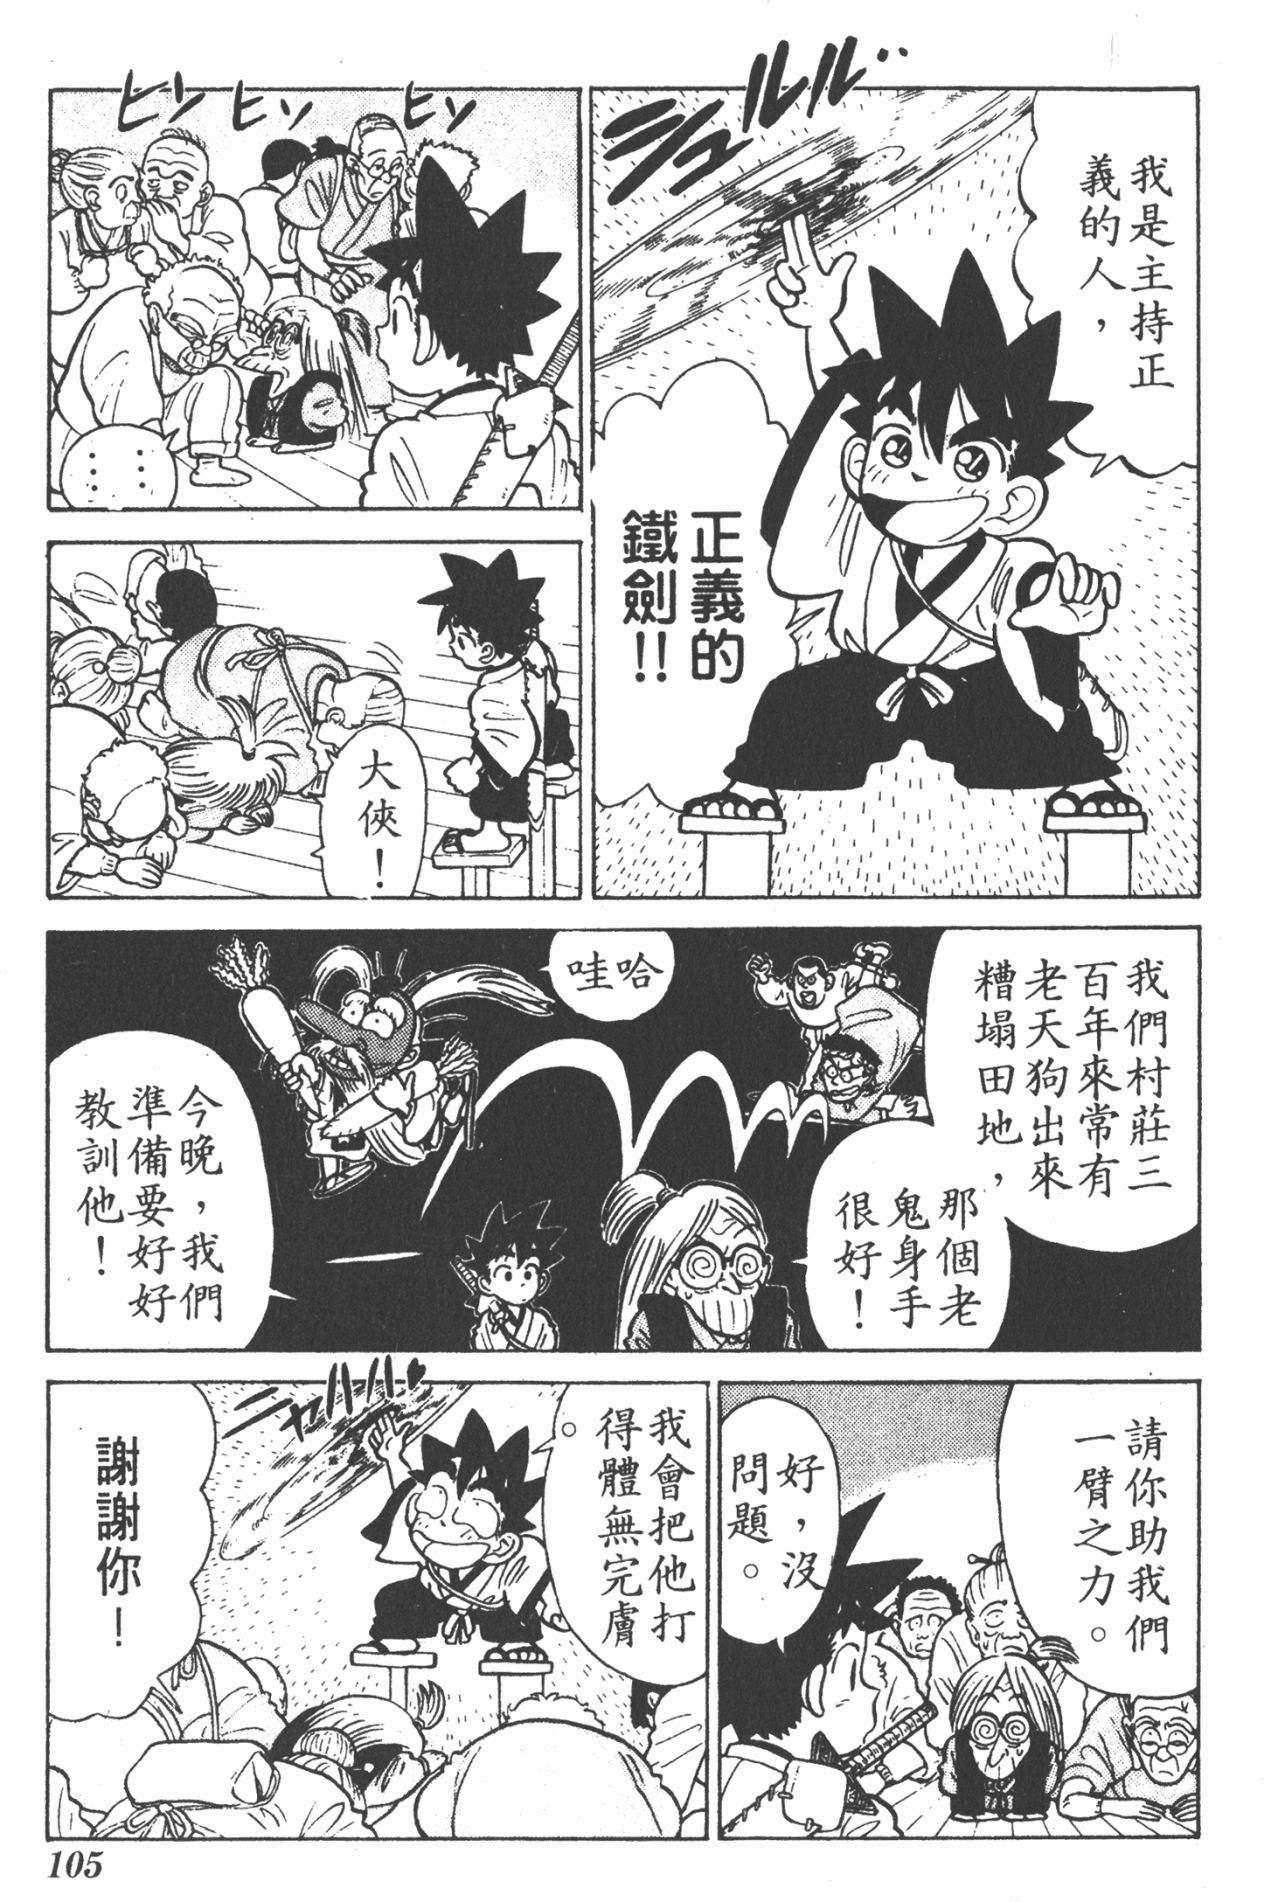 シュルルル‥
我是主持正
義的人，
正義的
鐵劍!!
ヒソ
ヒソ
ヒソ
大俠！
我們村莊三
百年來常有
老天狗出來
糟塌田地，
那個老
鬼身手
很好！
哇哈
今晚，我們
準備要好好
教訓他！
請你助我們
一臂之力。
好，沒
問題。
我會把他打
得體無完膚
。
謝謝你！
105